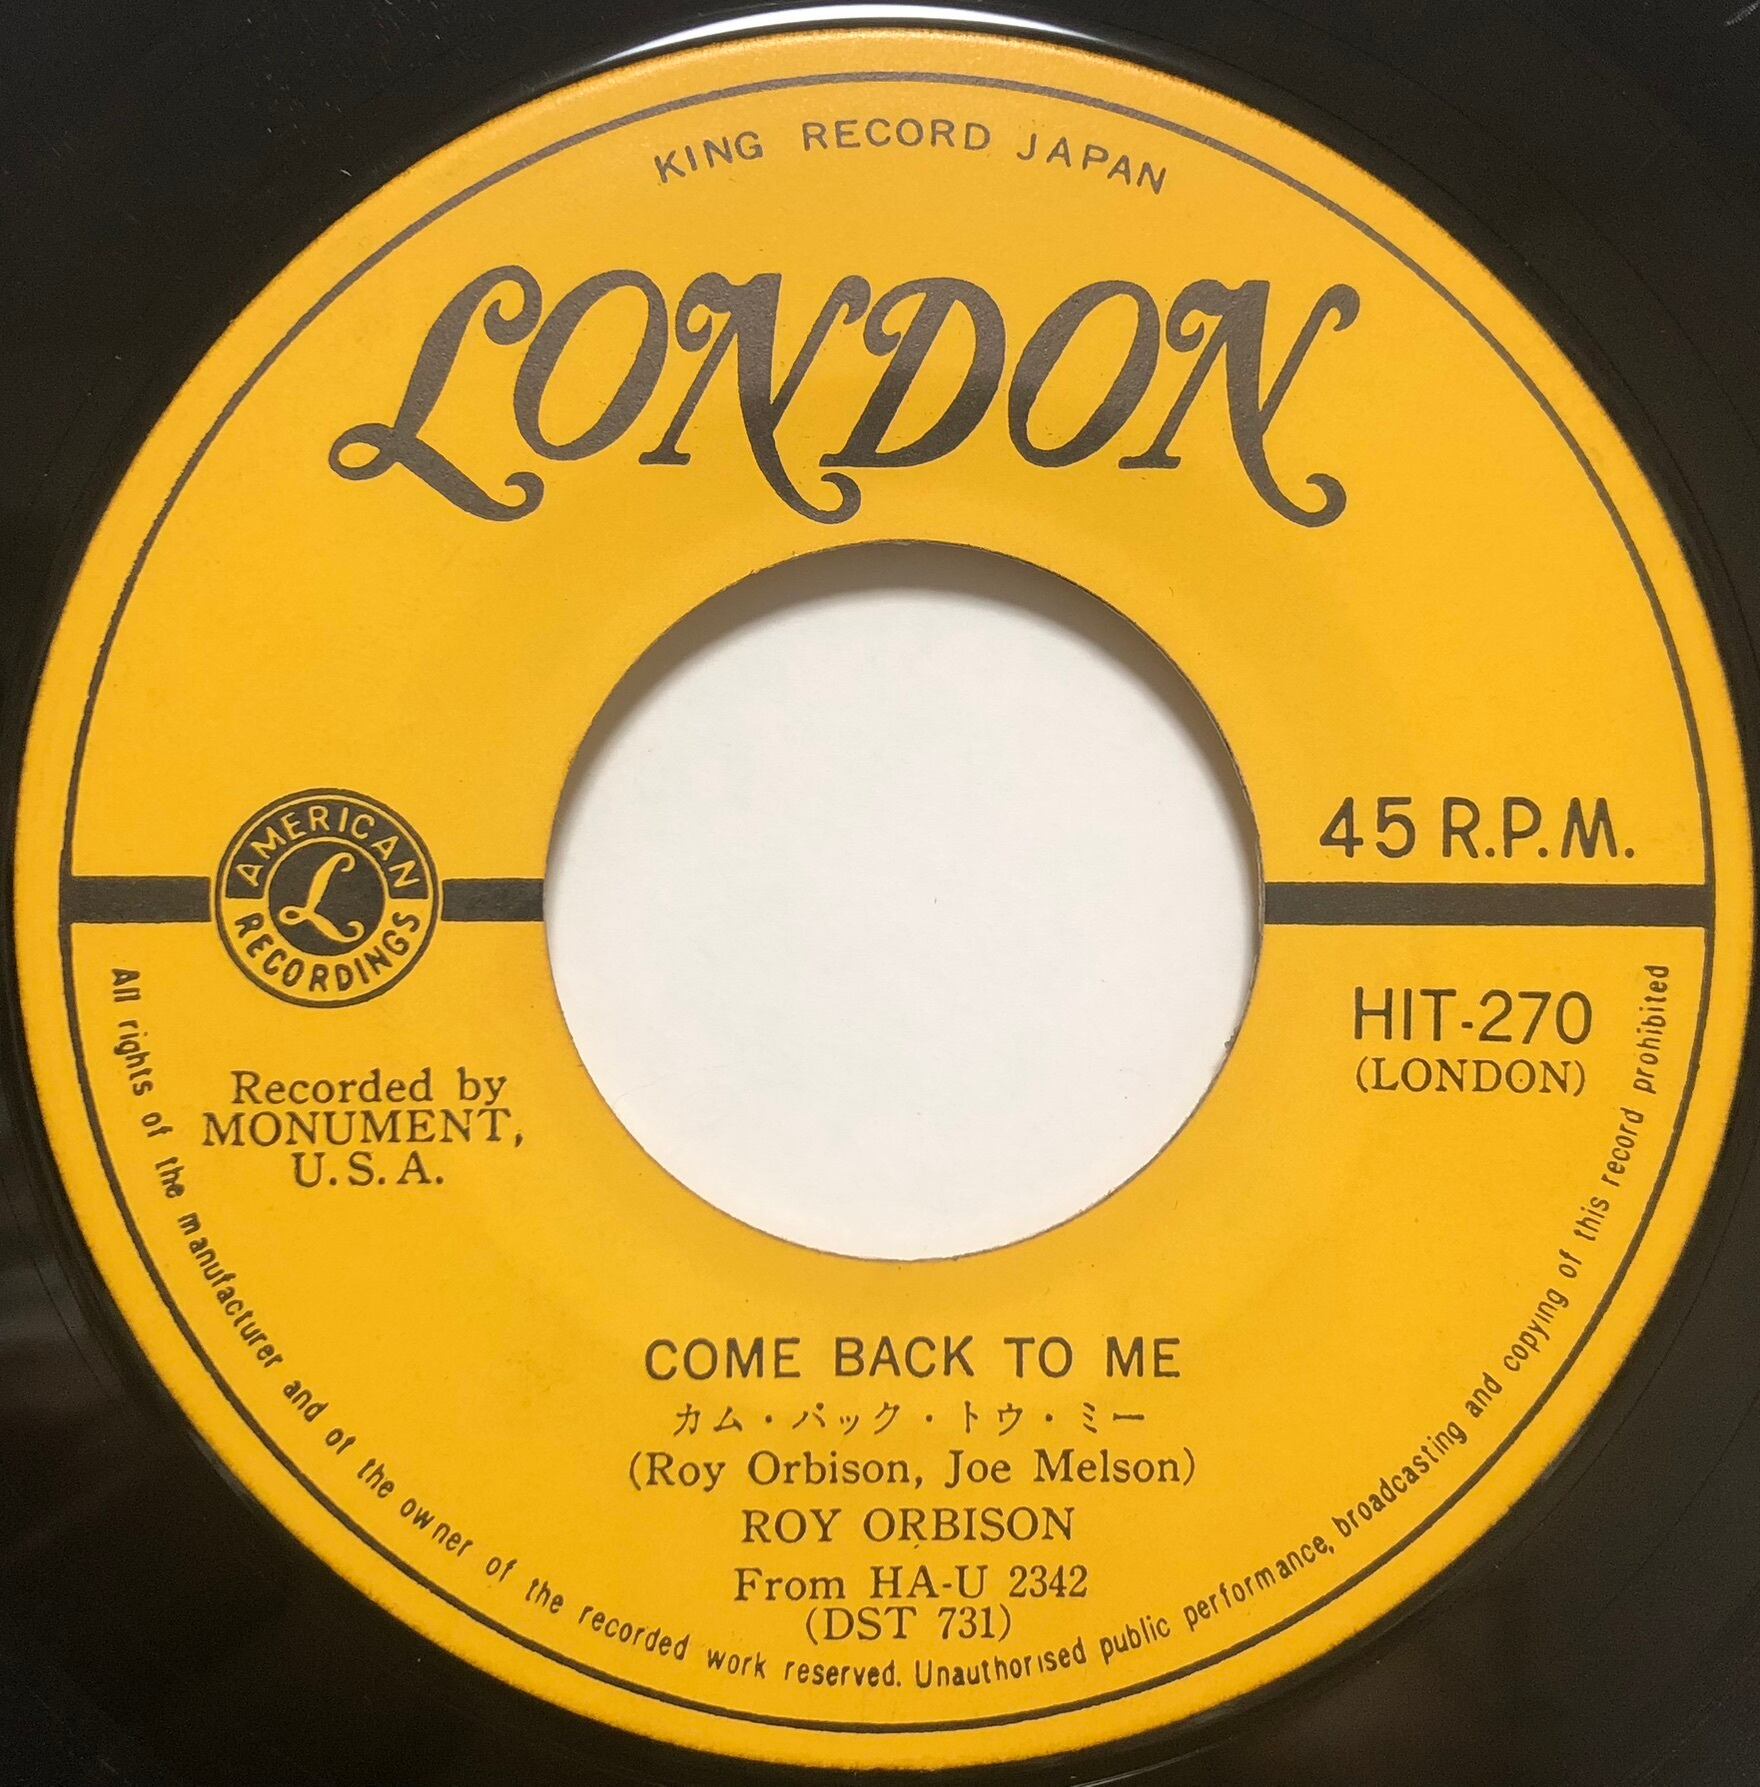 KING RECORD JAPAN
LONDON
45 R.P.M.
AMERICAN
L
RECORDINGS
HIT-270
(LONDON)
Recorded by
MONUMENT,
U.S.A.
COME BACK TO ME
カム・バック・トウ・ミー
(Roy Orbison, Joe Melson)
ROY ORBISON
From HA-U 2342
(DST 731)
All rights of the manufacturer and of the owner of the recorded work reserved. Unauthorised public performance, broadcasting and copying of this record prohibited